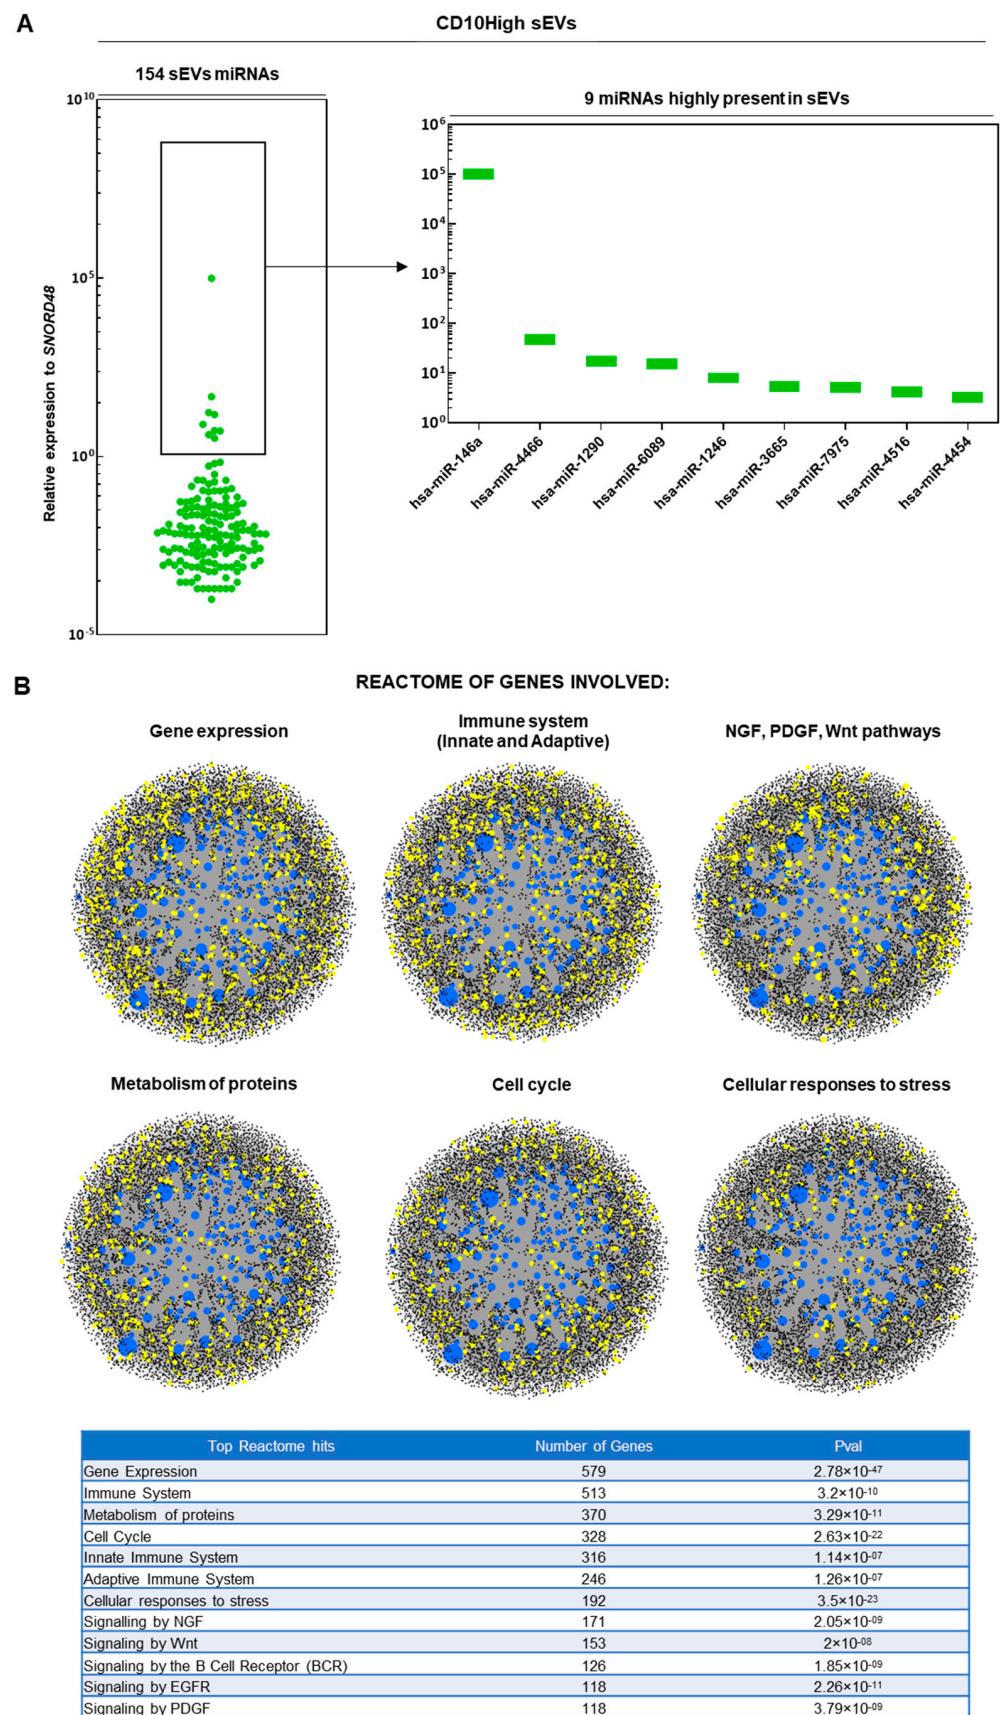 A
CD10High sEVs
154 sEVs miRNAs
9 miRNAs highly present in sEVs
Relative expression to SNORD48
10^10
10^5
10^0
10^-5
10^6
10^5
10^4
10^3
10^2
10^1
10^0
hsa-miR-146a
hsa-miR-4466
hsa-miR-1290
hsa-miR-6089
hsa-miR-1246
hsa-miR-3665
hsa-miR-7975
hsa-miR-4516
hsa-miR-4454
B
REACTOME OF GENES INVOLVED:
Gene expression
Immune system
(Innate and Adaptive)
NGF, PDGF, Wnt pathways
Metabolism of proteins
Cell cycle
Cellular responses to stress
Top Reactome hits Number of Genes Pval
Gene Expression 579 2.78×10^-47
Immune System 513 3.2×10^-10
Metabolism of proteins 370 3.29×10^-11
Cell Cycle 328 2.63×10^-22
Innate Immune System 316 1.14×10^-07
Adaptive Immune System 246 1.26×10^-07
Cellular responses to stress 192 3.5×10^-23
Signalling by NGF 171 2.05×10^-09
Signaling by Wnt 153 2×10^-08
Signaling by the B Cell Receptor (BCR) 126 1.85×10^-09
Signaling by EGFR 118 2.26×10^-11
Signaling by PDGF 118 3.79×10^-09